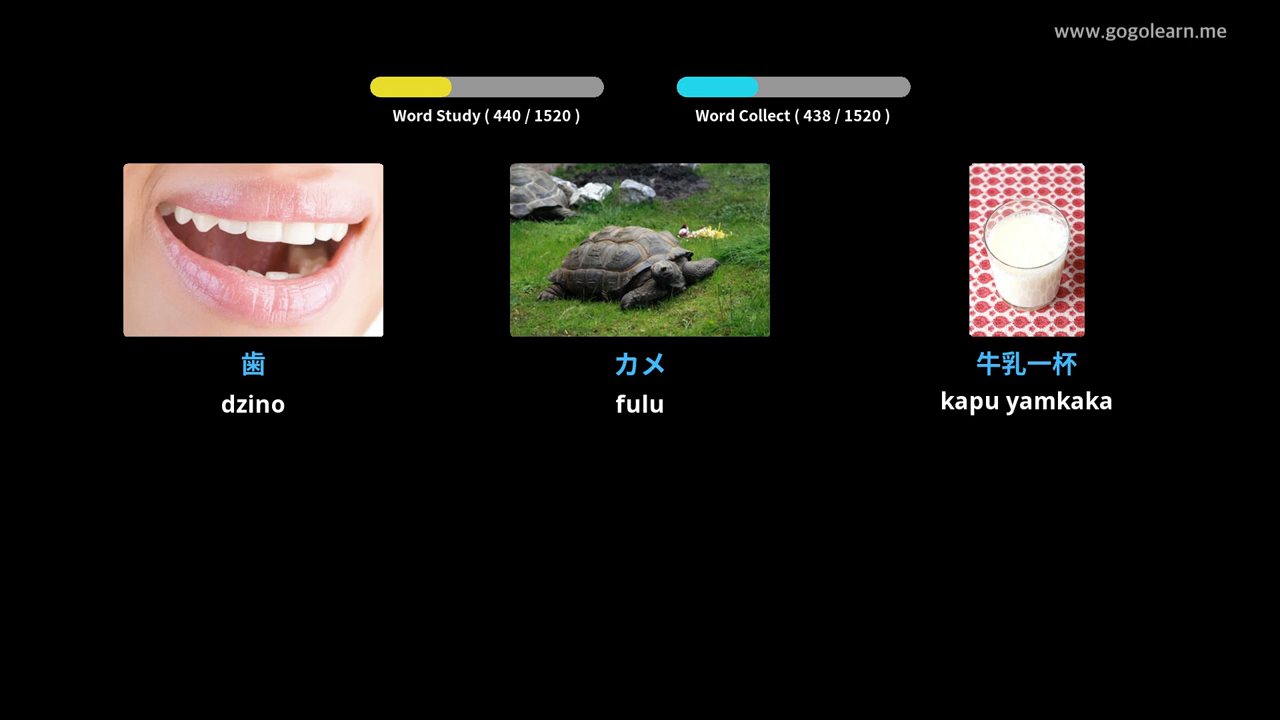 www.gogolearn.me
Word Study ( 440 / 1520 )
Word Collect ( 438 / 1520 )
歯
カメ
牛乳一杯
dzino
fulu
kapu yamkaka